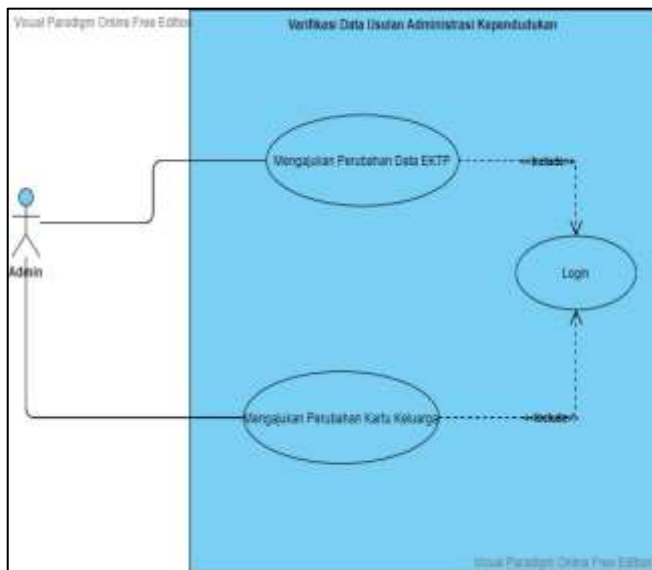 Visual Paradigm Online Free Edition
Verifikasi Data Usulan Administrasi Kependudukan
Mengajukan Perubahan Data EKTP
<<Include>>
Admin
Login
Mengajukan Perubahan Kartu Keluarga
<<Include>>
Visual Paradigm Online Free Edition